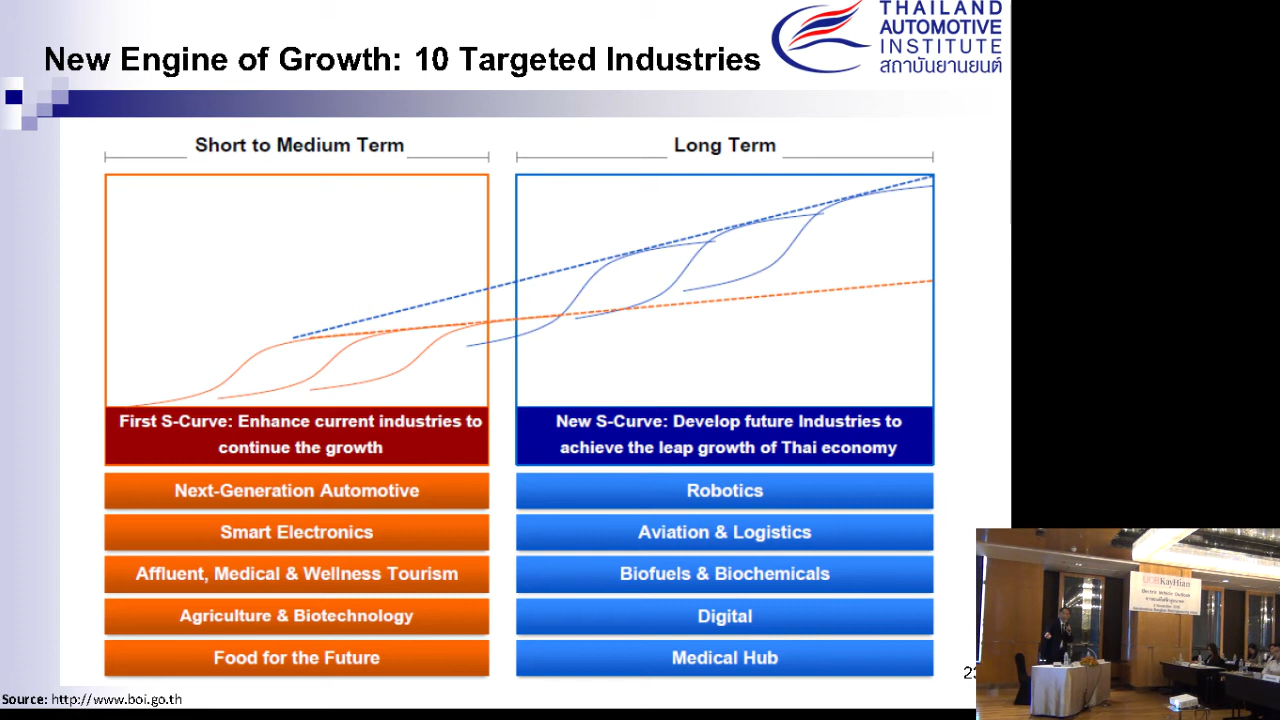 New Engine of Growth: 10 Targeted Industries
THAILAND
AUTOMOTIVE
INSTITUTE
สถาบันยานยนต์
Short to Medium Term
Long Term
First S-Curve: Enhance current industries to
continue the growth
New S-Curve: Develop future Industries to
achieve the leap growth of Thai economy
Next-Generation Automotive
Robotics
Smart Electronics
Aviation & Logistics
Affluent, Medical & Wellness Tourism
Biofuels & Biochemicals
Agriculture & Biotechnology
Digital
Food for the Future
Medical Hub
Source: http://www.boi.go.th
23
UOBKayHian
Electric Vehicle Outlook